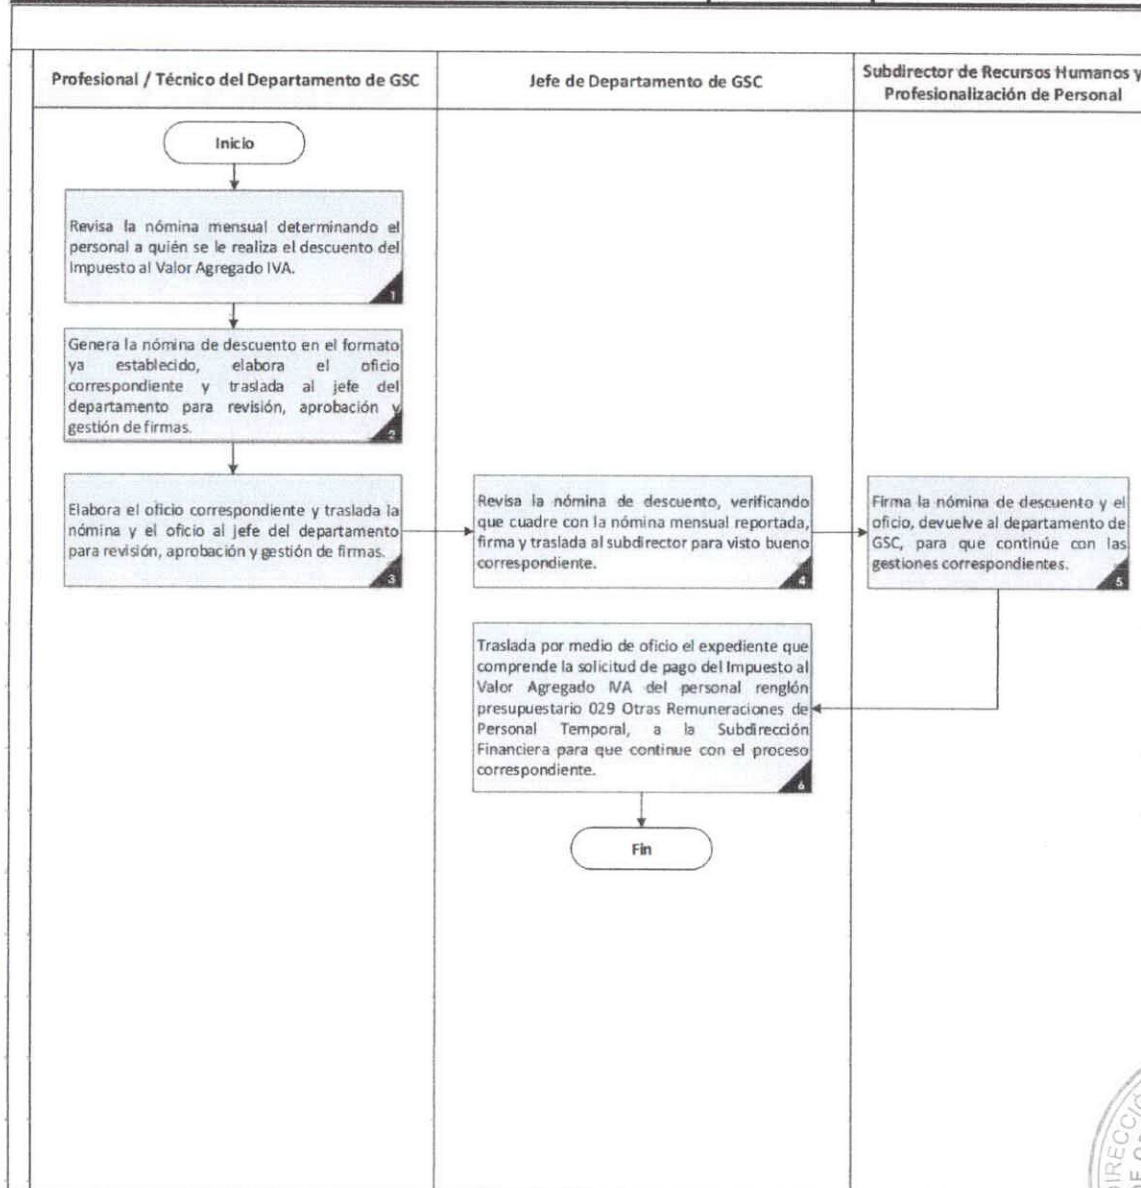 Profesional / Técnico del Departamento de GSC
Jefe de Departamento de GSC
Subdirector de Recursos Humanos y
Profesionalización de Personal
Inicio
Revisa la nómina mensual determinando el
personal a quién se le realiza el descuento del
Impuesto al Valor Agregado IVA.
1
Genera la nómina de descuento en el formato
ya establecido, elabora el oficio
correspondiente y traslada al jefe del
departamento para revisión, aprobación y
gestión de firmas.
2
Elabora el oficio correspondiente y traslada la
nómina y el oficio al jefe del departamento
para revisión, aprobación y gestión de firmas.
3
Revisa la nómina de descuento, verificando
que cuadre con la nómina mensual reportada,
firma y traslada al subdirector para visto bueno
correspondiente.
4
Firma la nómina de descuento y el
oficio, devuelve al departamento de
GSC, para que continúe con las
gestiones correspondientes.
5
Traslada por medio de oficio el expediente que
comprende la solicitud de pago del Impuesto al
Valor Agregado IVA del personal renglón
presupuestario 029 Otras Remuneraciones de
Personal Temporal, a la Subdirección
Financiera para que continue con el proceso
correspondiente.
6
Fin